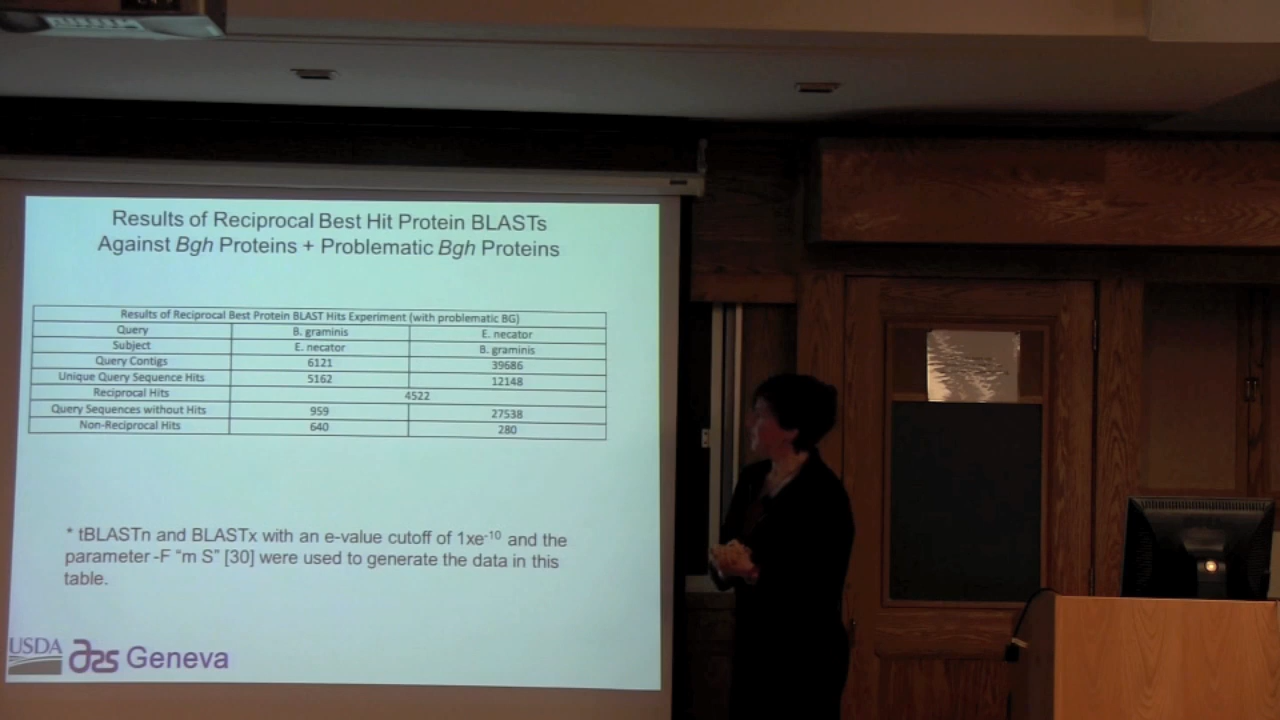 Results of Reciprocal Best Hit Protein BLASTs
Against Bgh Proteins + Problematic Bgh Proteins
Results of Reciprocal Best Protein BLAST Hits Experiment (with problematic BG)
Query B. graminis E. necator
Subject E. necator B. graminis
Query Contigs 6121 39686
Unique Query Sequence Hits 5162 12148
Reciprocal Hits 4522
Query Sequences without Hits 959 27538
Non-Reciprocal Hits 640 280
* tBLASTn and BLASTx with an e-value cutoff of 1xe-10 and the
parameter -F “m S” [30] were used to generate the data in this
table.
USDA ars Geneva